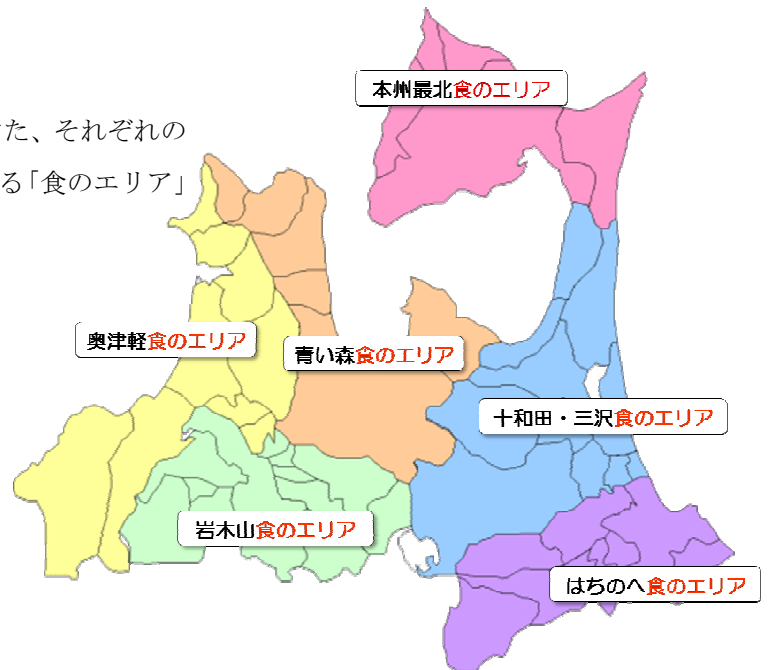 た、それぞれの
る「食のエリア」
本州最北食のエリア
奥津軽食のエリア
青い森食のエリア
十和田・三沢食のエリア
岩木山食のエリア
はちのへ食のエリア